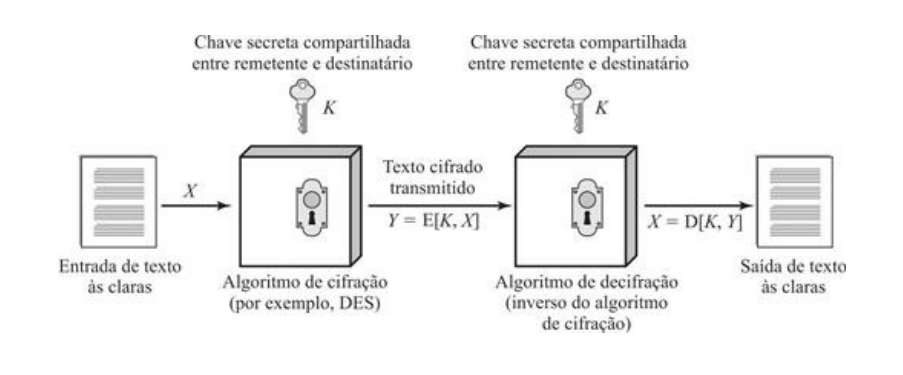 Chave secreta compartilhada
entre remetente e destinatário
K
Chave secreta compartilhada
entre remetente e destinatário
K
X
Texto cifrado
transmitido
Y = E[K, X]
X = D[K, Y]
Entrada de texto
às claras
Algoritmo de cifração
(por exemplo, DES)
Algoritmo de decifração
(inverso do algoritmo
de cifração)
Saída de texto
às claras